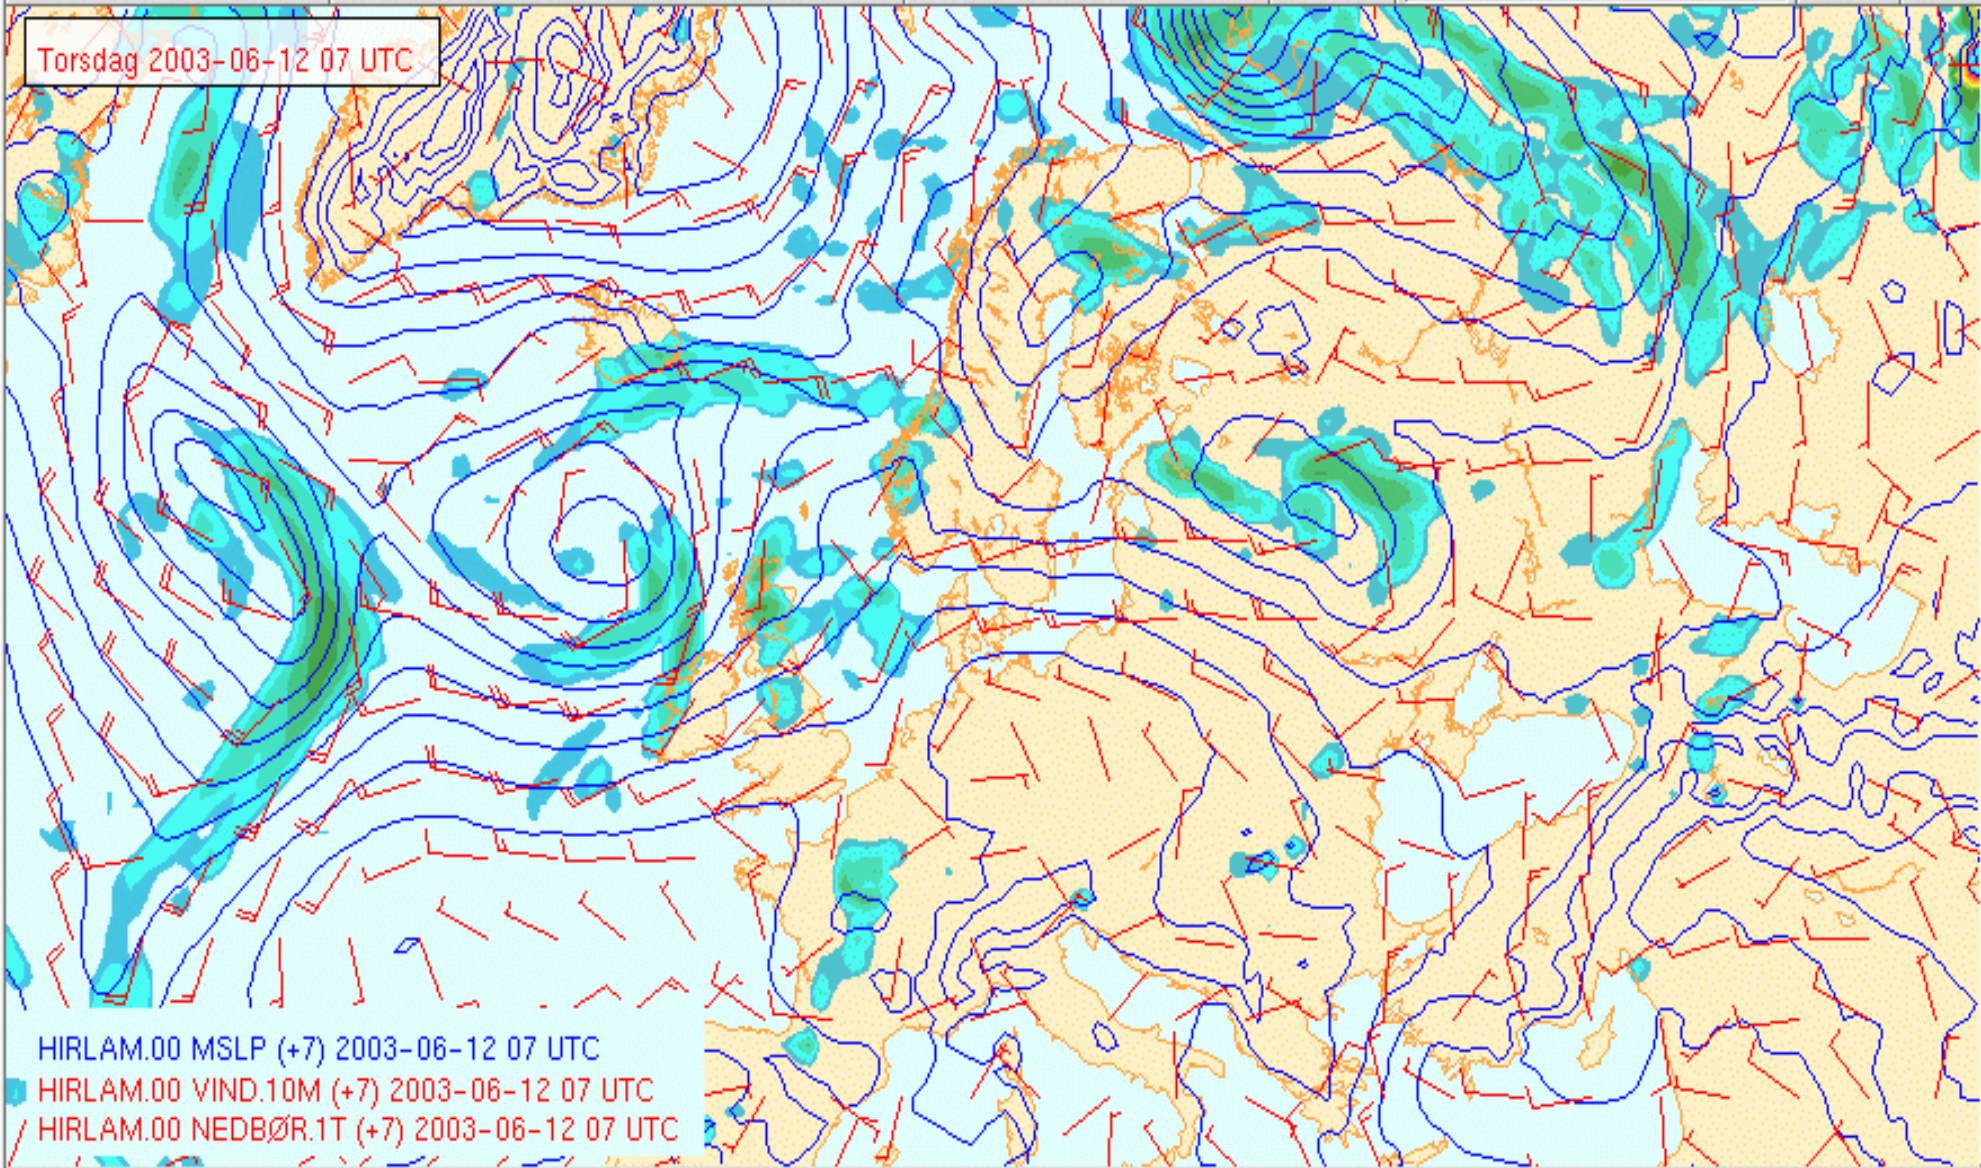 Torsdag 2003-06-12 07 UTC
HIRLAM.00 MSLP (+7) 2003-06-12 07 UTC
HIRLAM.00 VIND.10M (+7) 2003-06-12 07 UTC
HIRLAM.00 NEDBØR.1T (+7) 2003-06-12 07 UTC